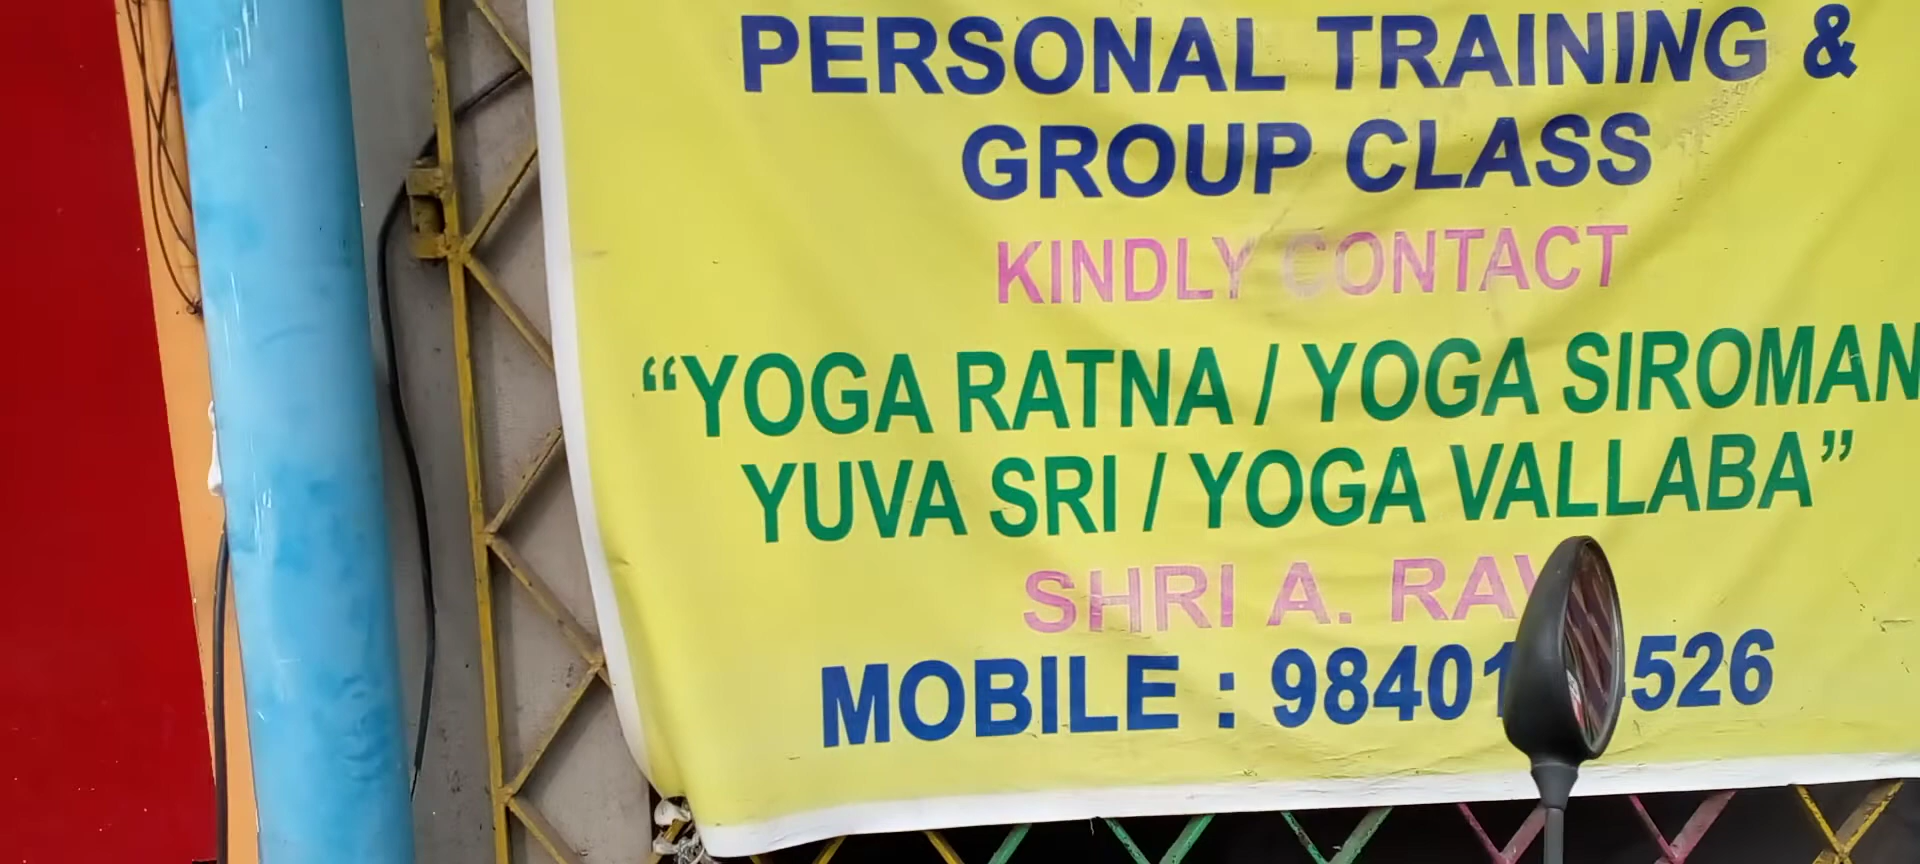 PERSONAL TRAINING &
GROUP CLASS
KINDLY CONTACT
“YOGA RATNA / YOGA SIROMAN
YUVA SRI / YOGA VALLABA”
SHRI A.
MOBILE :